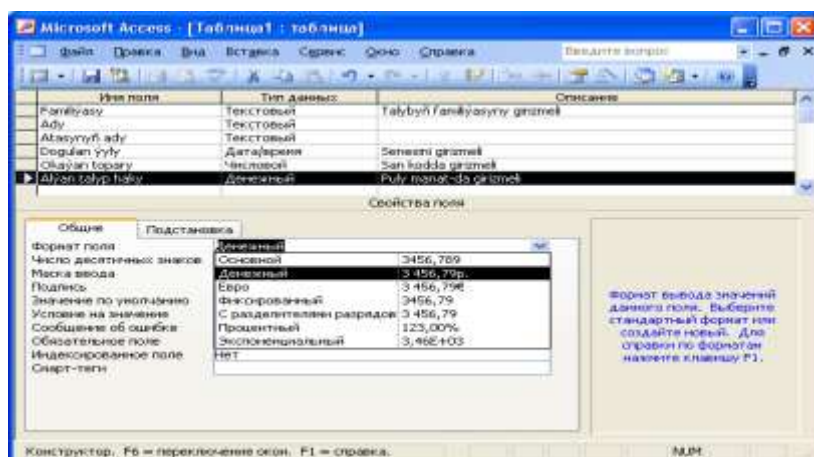 Microsoft Access - [Таблица1 : таблица]
Файл Правка Вид Вставка Сервис Окно Справка Введите вопрос
Имя поля Тип данных Описание
Familiýasy Текстовый Talybyň familiýasyny girizmeli
Ady Текстовый
Atasynyň ady Текстовый
Doglan ýyly Дата/время Senesini girizmeli
Okaýan topary Числовой San kodda girizmeli
Alýan talyp haky Денежный Puly manat-da girizmeli
Свойства поля
Общие Подстановка
Формат поля Денежный
Число десятичных знаков Основной 3456,789
Маска ввода Денежный 3 456,79р.
Подпись Евро 3 456,79€
Значение по умолчанию Фиксированный 3456,79
Условие на значение С разделителями разрядов 3 456,79
Сообщение об ошибке Процентный 123,00%
Обязательное поле Экспоненциальный 3,46E+03
Индексированное поле Нет
Смарт-теги
Формат вывода значений
данного поля. Выберите
стандартный формат или
создайте новый. Для
справки по форматам
нажмите клавишу F1.
Конструктор. F6 = переключение окон. F1 = справка. NUM